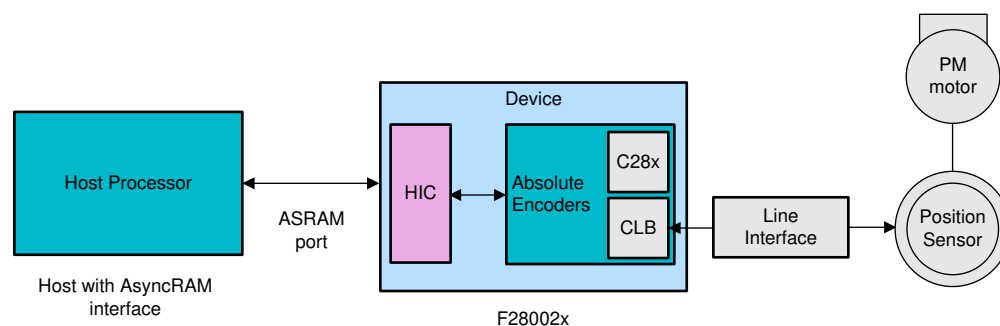 Device
PM
motor
Host Processor
HIC
Absolute
Encoders
C28x
CLB
ASRAM
port
Line
Interface
Position
Sensor
Host with AsyncRAM
interface
F28002x